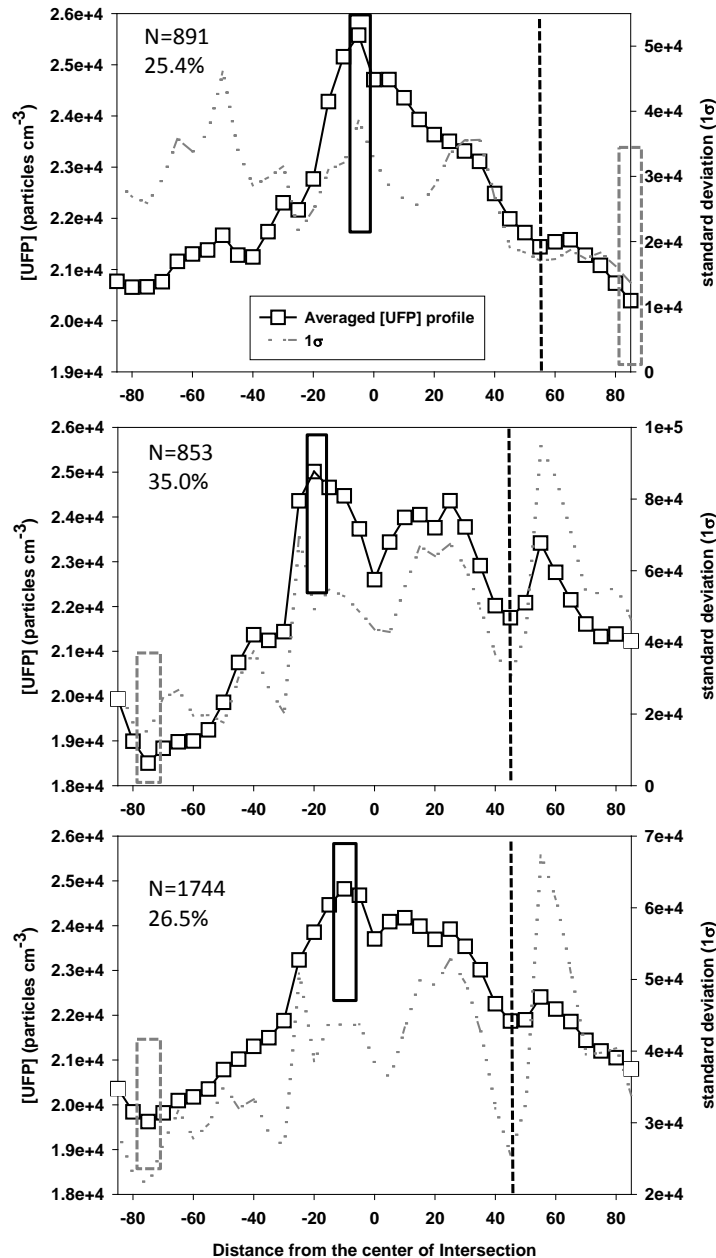 2.6e+4
2.5e+4
2.4e+4
2.3e+4
2.2e+4
2.1e+4
2.0e+4
1.9e+4
[UFP] (particles cm-3)
N=891
25.4%
Averaged [UFP] profile
1σ
5e+4
4e+4
3e+4
2e+4
1e+4
0
standard deviation (1σ)
-80 -60 -40 -20 0 20 40 60 80
2.6e+4
2.5e+4
2.4e+4
2.3e+4
2.2e+4
2.1e+4
2.0e+4
1.9e+4
1.8e+4
[UFP] (particles cm-3)
N=853
35.0%
1e+5
8e+4
6e+4
4e+4
2e+4
0
standard deviation (1σ)
-80 -60 -40 -20 0 20 40 60 80
2.6e+4
2.5e+4
2.4e+4
2.3e+4
2.2e+4
2.1e+4
2.0e+4
1.9e+4
1.8e+4
[UFP] (particles cm-3)
N=1744
26.5%
7e+4
6e+4
5e+4
4e+4
3e+4
2e+4
standard deviation (1σ)
-80 -60 -40 -20 0 20 40 60 80
Distance from the center of Intersection